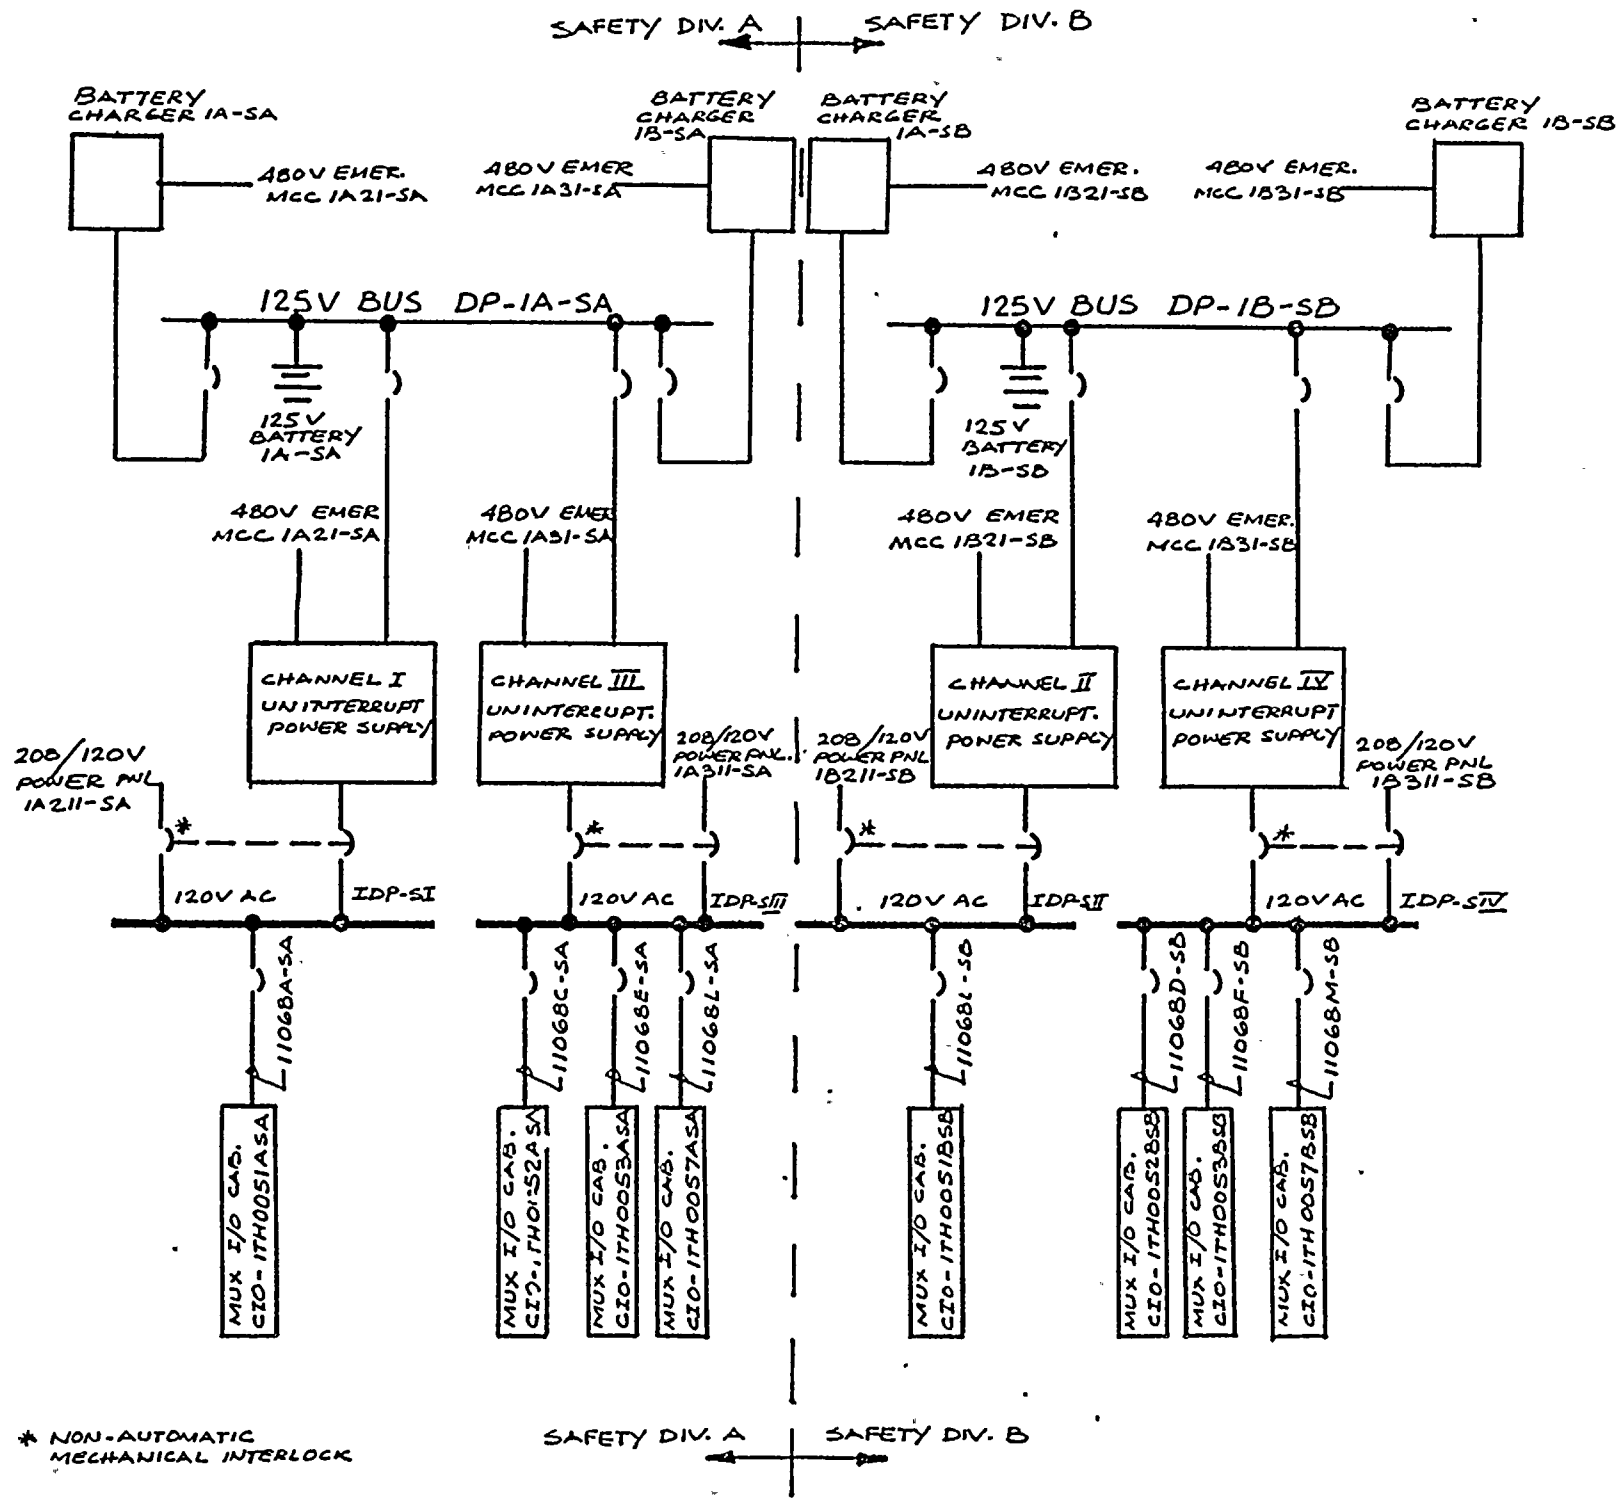 SAFETY DIV. A
SAFETY DIV. B
BATTERY
CHARGER 1A-SA
BATTERY
CHARGER
1B-SA
BATTERY
CHARGER
1A-SB
BATTERY
CHARGER 1B-SB
480V EMER.
MCC 1A21-SA
480V EMER
MCC 1A31-SA
480V EMER.
MCC 1B21-SB
480V EMER.
MCC 1B31-SB
125V BUS DP-1A-SA
125V BUS DP-1B-SB
125V
BATTERY
1A-SA
125V
BATTERY
1B-SB
480V EMER
MCC 1A21-SA
480V EMER
MCC 1A31-SA
480V EMER
MCC 1B21-SB
480V EMER.
MCC 1B31-SB
CHANNEL I
UNINTERRUPT
POWER SUPPLY
CHANNEL III
UNINTERRUPT.
POWER SUPPLY
CHANNEL II
UNINTERRUPT.
POWER SUPPLY
CHANNEL IV
UNINTERRUPT
POWER SUPPLY
208/120V
POWER PNL
1A211-SA
208/120V
POWER PNL.
1A311-SA
208/120V
POWER PNL
1B211-SB
208/120V
POWER PNL
1B311-SB
*
*
*
*
120V AC
IDP-SI
120V AC
IDP-SIII
120V AC
IDP-SII
120V AC
IDP-SIV
11068A-SA
11068C-SA
11068E-SA
11068L-SA
11068L-SB
11068D-SB
11068F-SB
11068M-SB
MUX I/O CAB.
CIO-1TH0051ASA
MUX I/O CAB.
MUX I/O CAB.
CIO-1TH0053ASA
MUX I/O CAB.
CIO-1TH0057ASA
MUX I/O CAB.
CIO-1TH0051BSB
MUX I/O CAB.
CIO-1TH0052BSB
MUX I/O CAB.
CIO-1TH0053BSB
MUX I/O CAB.
CIO-1TH0057BSB
* NON-AUTOMATIC
MECHANICAL INTERLOCK
SAFETY DIV. A
SAFETY DIV. B